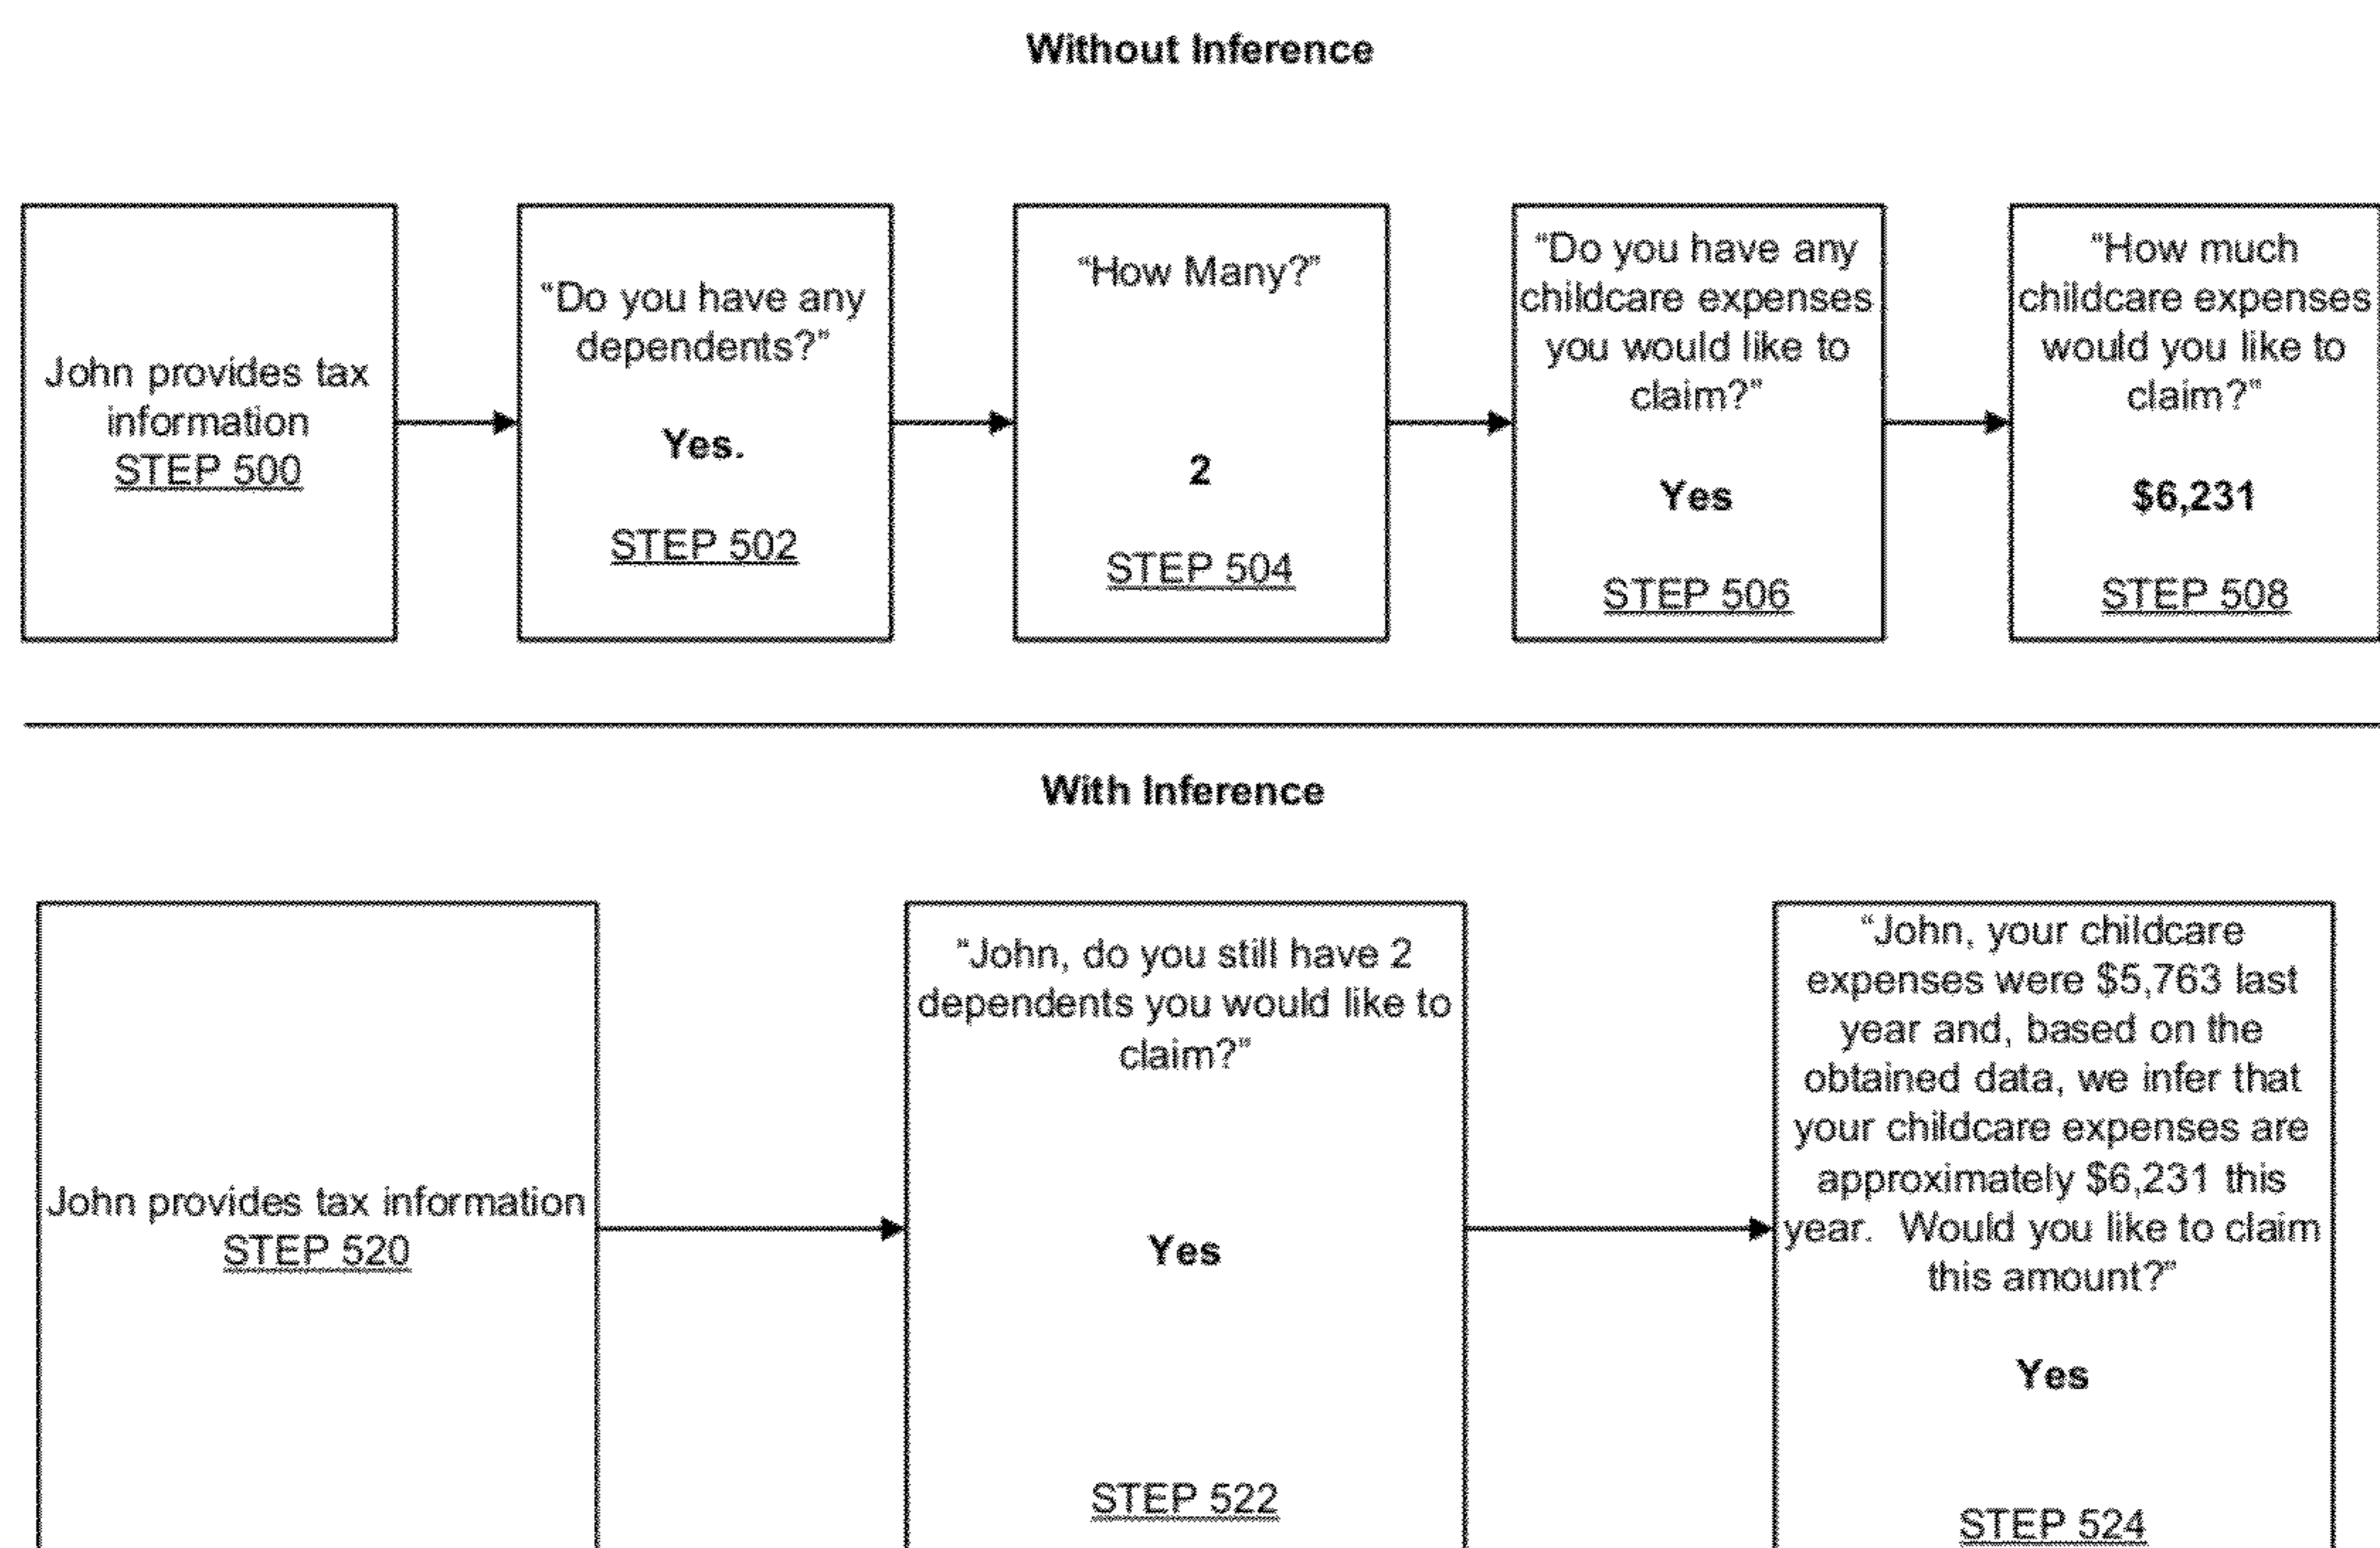 Without Inference
John provides tax
information
STEP 500
“Do you have any
dependents?”
Yes.
STEP 502
“How Many?”
2
STEP 504
“Do you have any
childcare expenses
you would like to
claim?”
Yes
STEP 506
“How much
childcare expenses
would you like to
claim?”
$6,231
STEP 508
With Inference
John provides tax information
STEP 520
“John, do you still have 2
dependents you would like to
claim?”
Yes
STEP 522
“John, your childcare
expenses were $5,763 last
year and, based on the
obtained data, we infer that
your childcare expenses are
approximately $6,231 this
year.  Would you like to claim
this amount?”
Yes
STEP 524